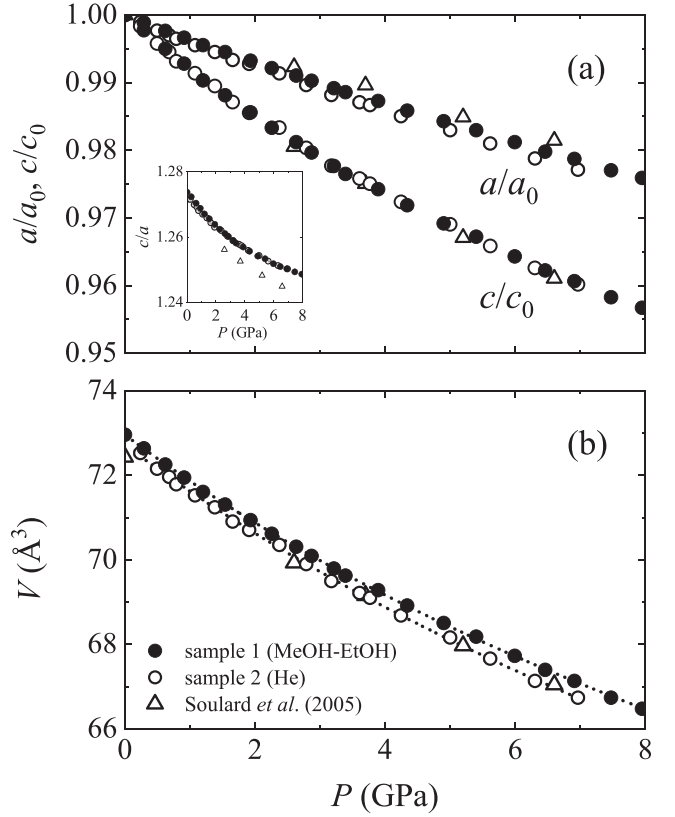 1.00
(a)
0.99
0.98
0.97
0.96
0.95
a/a0, c/c0
a/a0
c/c0
1.28
1.26
1.24
c/a
0 2 4 6 8
P (GPa)
74
(b)
72
70
68
66
V (Å³)
sample 1 (MeOH-EtOH)
sample 2 (He)
Soulard et al. (2005)
0 2 4 6 8
P (GPa)